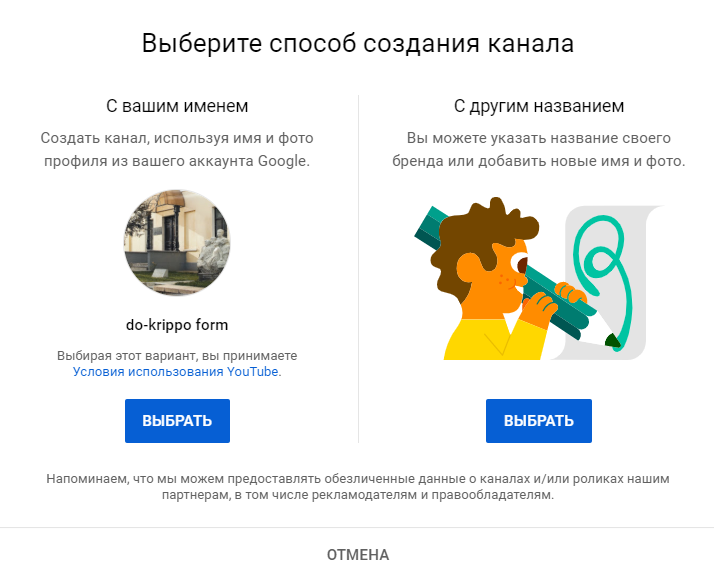 Выберите способ создания канала
С вашим именем
Создать канал, используя имя и фото
профиля из вашего аккаунта Google.
do-krippo form
Выбирая этот вариант, вы принимаете
Условия использования YouTube.
ВЫБРАТЬ
С другим названием
Вы можете указать название своего
бренда или добавить новые имя и фото.
ВЫБРАТЬ
Напоминаем, что мы можем предоставлять обезличенные данные о каналах и/или роликах нашим
партнерам, в том числе рекламодателям и правообладателям.
ОТМЕНА